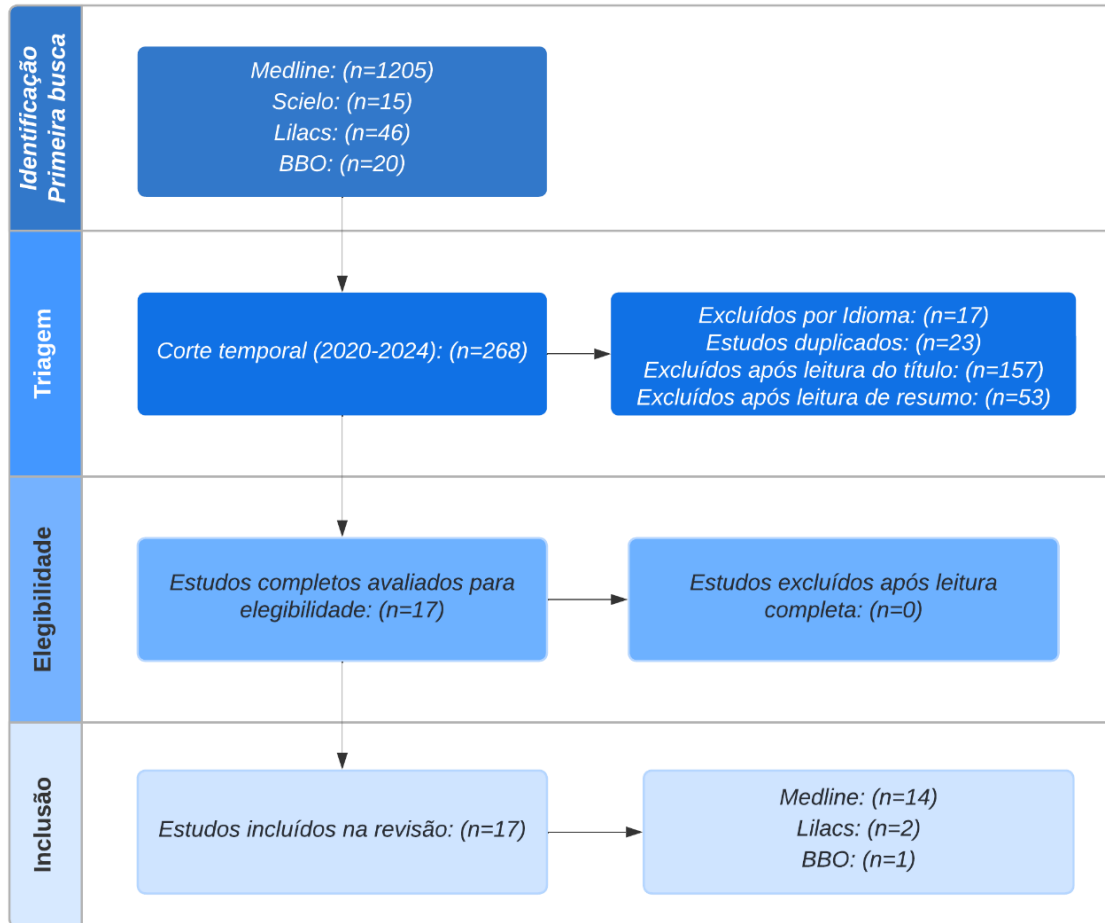 Identificação
Primeira busca
Medline: (n=1205)
Scielo: (n=15)
Lilacs: (n=46)
BBO: (n=20)
Triagem
Corte temporal (2020-2024): (n=268)
Excluídos por Idioma: (n=17)
Estudos duplicados: (n=23)
Excluídos após leitura do título: (n=157)
Excluídos após leitura de resumo: (n=53)
Elegibilidade
Estudos completos avaliados para
elegibilidade: (n=17)
Estudos excluídos após leitura
completa: (n=0)
Inclusão
Estudos incluídos na revisão: (n=17)
Medline: (n=14)
Lilacs: (n=2)
BBO: (n=1)